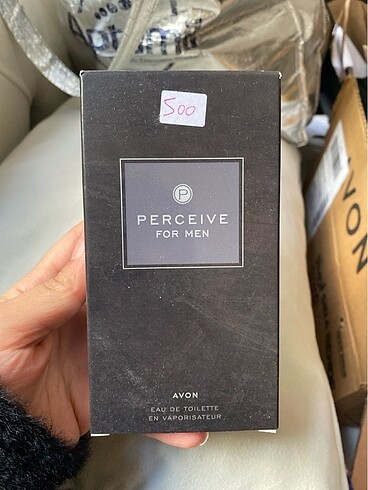 500
P
PERCEIVE
FOR MEN
AVON
EAU DE TOILETTE
EN VAPORISATEUR
AVON